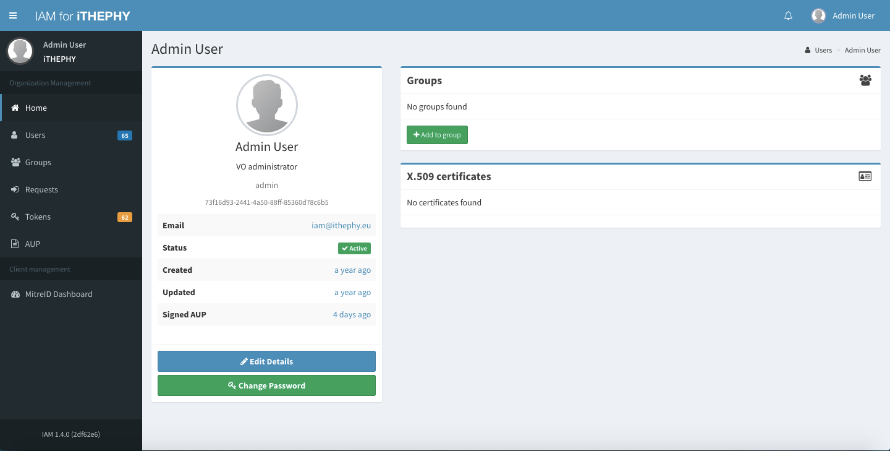 IAM for iTHEPHY
Admin User
Admin User
iTHEPHY
Organization Management
Home
Users 65
Groups
Requests
Tokens 62
AUP
Client management
MitreID Dashboard
IAM 1.4.0 (2df62e6)
Admin User
Users Admin User
Admin User
VO administrator
admin
73f16d93-2441-4a50-88ff-85360d78c6b5
Email iam@ithephy.eu
Status Active
Created a year ago
Updated a year ago
Signed AUP 4 days ago
Edit Details
Change Password
Groups
No groups found
Add to group
X.509 certificates
No certificates found